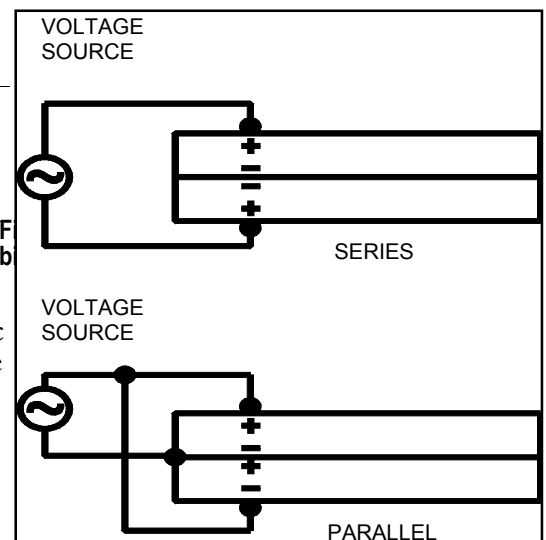 VOLTAGE
SOURCE
+
–
–
+
SERIES
VOLTAGE
SOURCE
+
–
+
–
PARALLEL